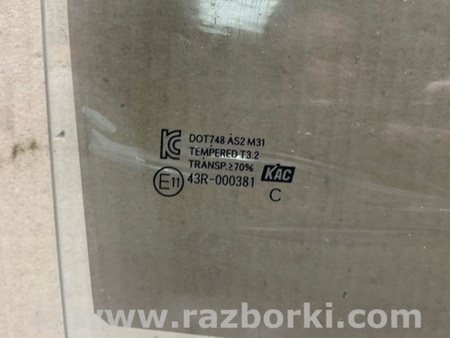 DOT748 AS2 M31
TEMPERED T3.2
TRANSP.≥70%
KAC
E11 43R-000381
C
www.razborki.com